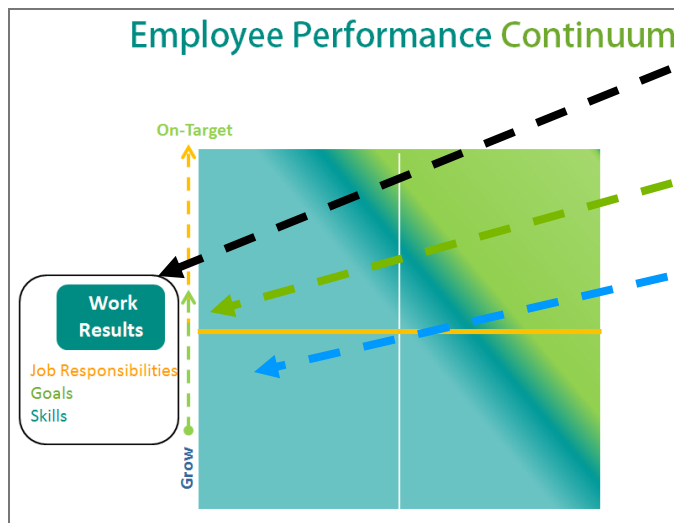 Employee Performance Continuum
On-Target
Work
Results
Job Responsibilities
Goals
Skills
Grow